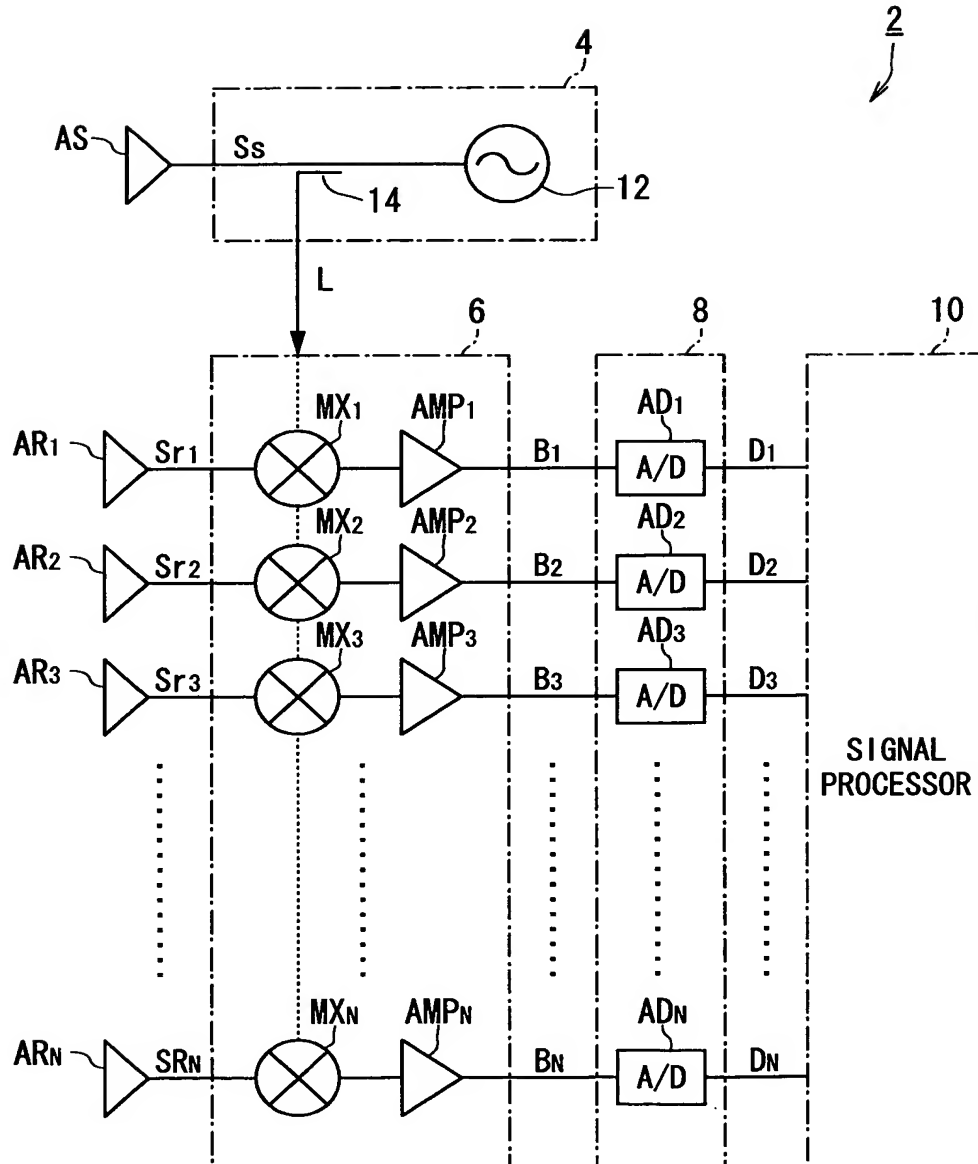 2
4
AS
Ss
14
12
L
6
8
10
MX1
AMP1
AD1
AR1
Sr1
B1
A/D
D1
MX2
AMP2
AD2
AR2
Sr2
B2
A/D
D2
MX3
AMP3
AD3
AR3
Sr3
B3
A/D
D3
SIGNAL
PROCESSOR
MXN
AMPN
ADN
ARN
SRN
BN
A/D
DN